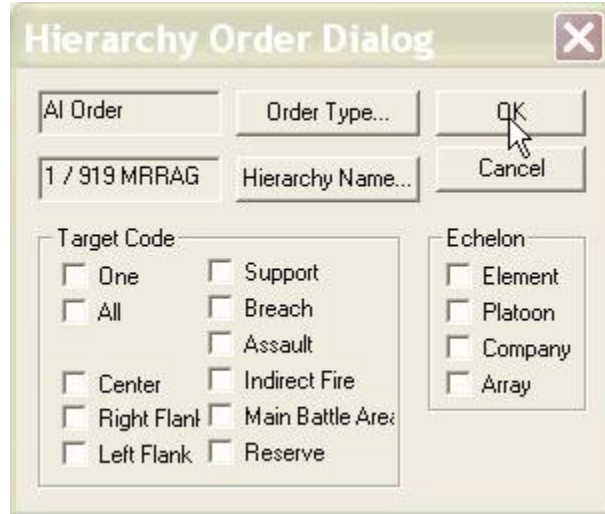 Hierarchy Order Dialog
AI Order
Order Type...
OK
1 / 919 MRRAG
Hierarchy Name...
Cancel
Target Code
One
All
Center
Right Flank
Left Flank
Support
Breach
Assault
Indirect Fire
Main Battle Area
Reserve
Echelon
Element
Platoon
Company
Array